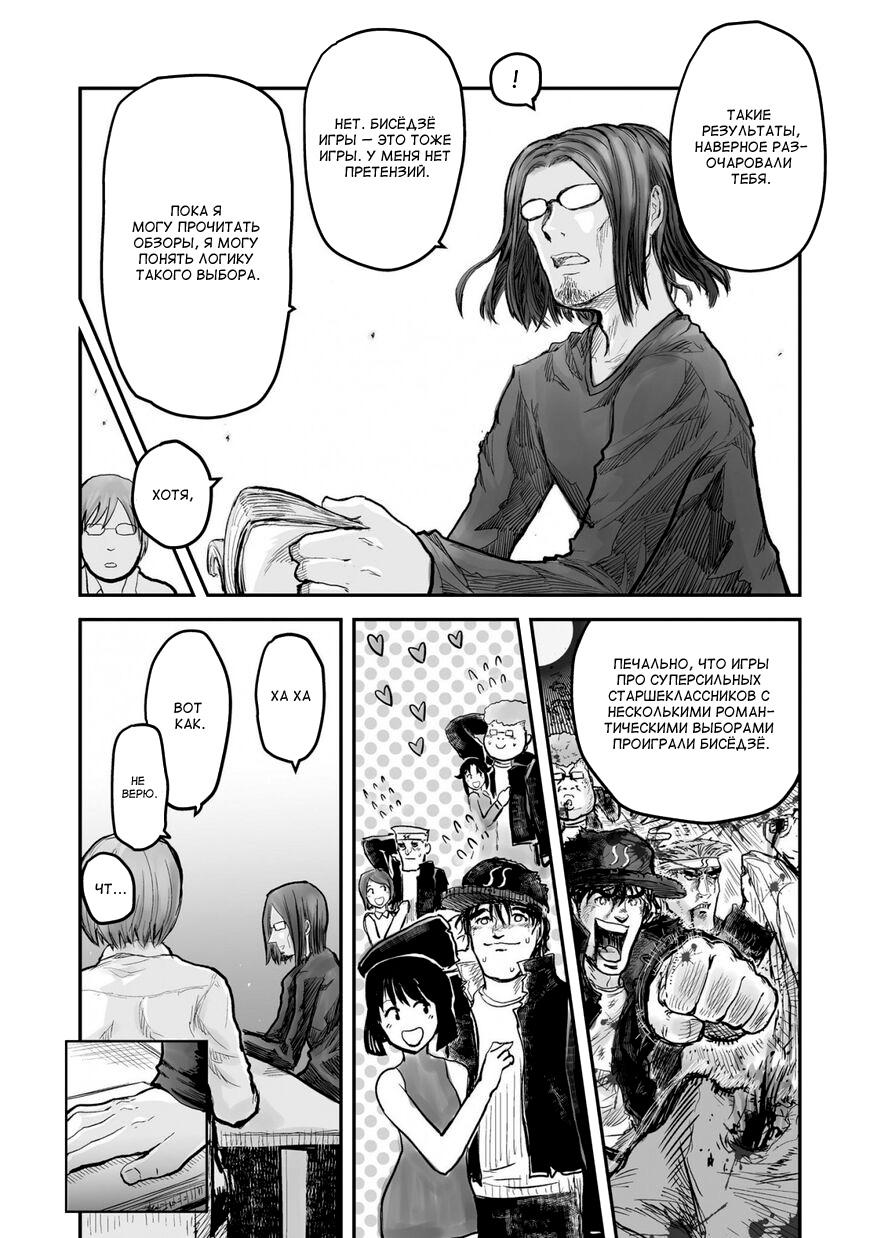 ТАКИЕ
РЕЗУЛЬТАТЫ,
НАВЕРНОЕ РАЗ-
ОЧАРОВАЛИ
ТЕБЯ.
!
НЕТ. БИСЁДЗЁ
ИГРЫ – ЭТО ТОЖЕ
ИГРЫ. У МЕНЯ НЕТ
ПРЕТЕНЗИЙ.
ПОКА Я
МОГУ ПРОЧИТАТЬ
ОБЗОРЫ, Я МОГУ
ПОНЯТЬ ЛОГИКУ
ТАКОГО ВЫБОРА.
ХОТЯ,
ПЕЧАЛЬНО, ЧТО ИГРЫ
ПРО СУПЕРСИЛЬНЫХ
СТАРШЕКЛАССНИКОВ С
НЕСКОЛЬКИМИ РОМАН-
ТИЧЕСКИМИ ВЫБОРАМИ
ПРОИГРАЛИ БИСЁДЗЁ.
ХА ХА
ВОТ
КАК.
НЕ
ВЕРЮ.
ЧТ...